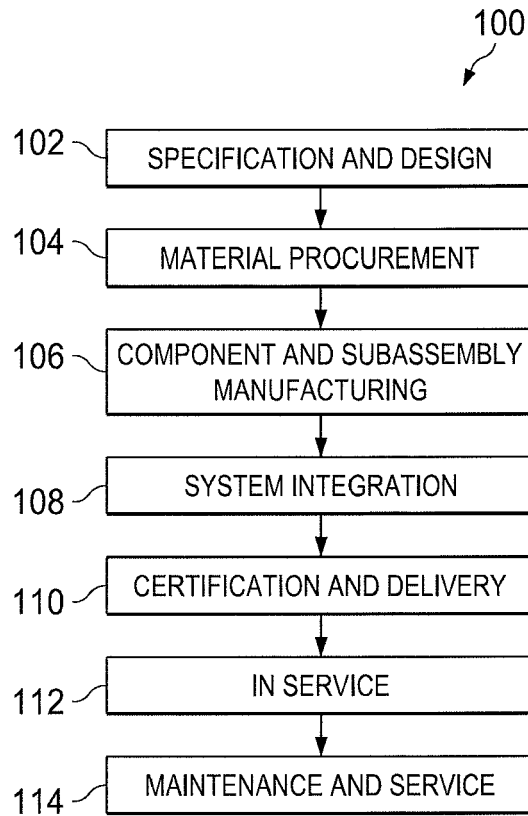 100
102
SPECIFICATION AND DESIGN
104
MATERIAL PROCUREMENT
106
COMPONENT AND SUBASSEMBLY
MANUFACTURING
108
SYSTEM INTEGRATION
110
CERTIFICATION AND DELIVERY
112
IN SERVICE
114
MAINTENANCE AND SERVICE